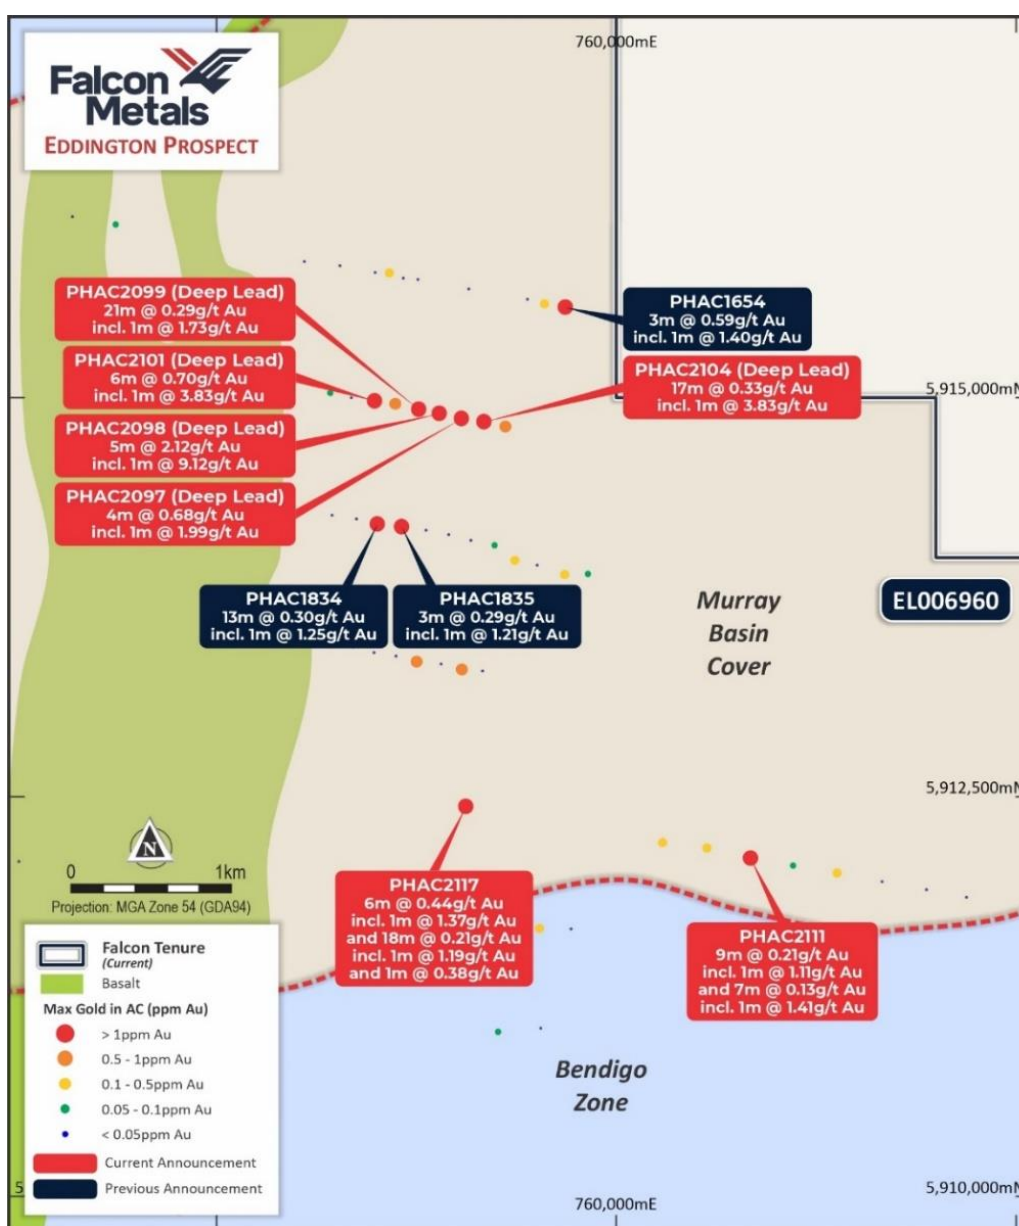 760,000mE
Falcon
Metals
EDDINGTON PROSPECT
PHAC2099 (Deep Lead)
21m @ 0.29g/t Au
incl. 1m @ 1.73g/t Au
PHAC1654
3m @ 0.59g/t Au
incl. 1m @ 1.40g/t Au
PHAC2101 (Deep Lead)
6m @ 0.70g/t Au
incl. 1m @ 3.83g/t Au
PHAC2104 (Deep Lead)
17m @ 0.33g/t Au
incl. 1m @ 3.83g/t Au
5,915,000mN
PHAC2098 (Deep Lead)
5m @ 2.12g/t Au
incl. 1m @ 9.12g/t Au
PHAC2097 (Deep Lead)
4m @ 0.68g/t Au
incl. 1m @ 1.99g/t Au
PHAC1834
13m @ 0.30g/t Au
incl. 1m @ 1.25g/t Au
PHAC1835
3m @ 0.29g/t Au
incl. 1m @ 1.21g/t Au
Murray
Basin
Cover
EL006960
5,912,500mN
N
0 1km
Projection: MGA Zone 54 (GDA94)
PHAC2117
6m @ 0.44g/t Au
incl. 1m @ 1.37g/t Au
and 18m @ 0.21g/t Au
incl. 1m @ 1.19g/t Au
and 1m @ 0.38g/t Au
PHAC2111
9m @ 0.21g/t Au
incl. 1m @ 1.11g/t Au
and 7m @ 0.13g/t Au
incl. 1m @ 1.41g/t Au
Falcon Tenure
(Current)
Basalt
Max Gold in AC (ppm Au)
> 1ppm Au
0.5 - 1ppm Au
0.1 - 0.5ppm Au
0.05 - 0.1ppm Au
< 0.05ppm Au
Current Announcement
Previous Announcement
Bendigo
Zone
5
760,000mE
5,910,000mN